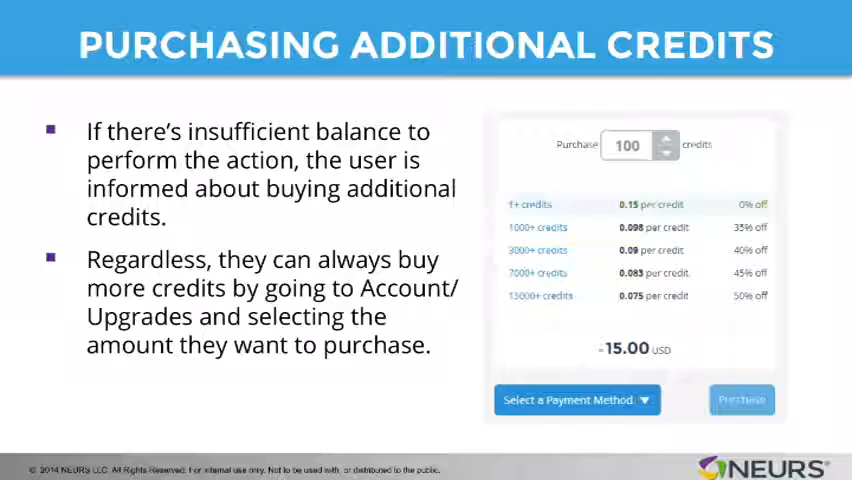 PURCHASING ADDITIONAL CREDITS
▪ If there's insufficient balance to
perform the action, the user is
informed about buying additional
credits.
▪ Regardless, they can always buy
more credits by going to Account/
Upgrades and selecting the
amount they want to purchase.
Purchase 100 credits
1+ credits 0.15 per credit 0% off
1000+ credits 0.098 per credit 35% off
3000+ credits 0.09 per credit 40% off
7000+ credits 0.083 per credit 45% off
15000+ credits 0.075 per credit 50% off
= 15.00 USD
Select a Payment Method ▼ Purchase
© 2014 NEURS LLC. All Rights Reserved. For internal use only. Not to be used with, or distributed to the public.
NEURS®